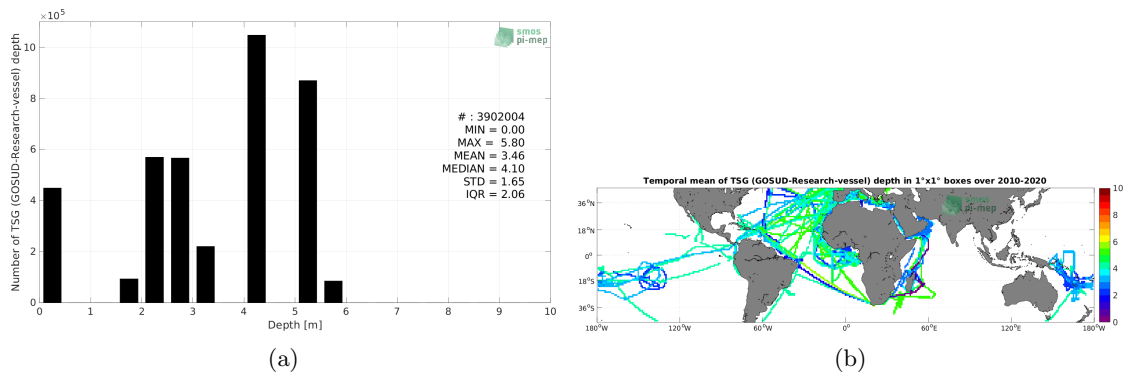 ×10⁵
smos
pi-mep
Number of TSG (GOSUD-Research-vessel) depth
10
8
6
4
2
0
# : 3902004
MIN = 0.00
MAX = 5.80
MEAN = 3.46
MEDIAN = 4.10
STD = 1.65
IQR = 2.06
0 1 2 3 4 5 6 7 8 9 10
Depth [m]
(a)
Temporal mean of TSG (GOSUD-Research-vessel) depth in 1°x1° boxes over 2010-2020
smos
pi-mep
36°N
18°N
0°
18°S
36°S
180°W 120°W 60°W 0° 60°E 120°E 180°W
10
8
6
4
2
0
(b)